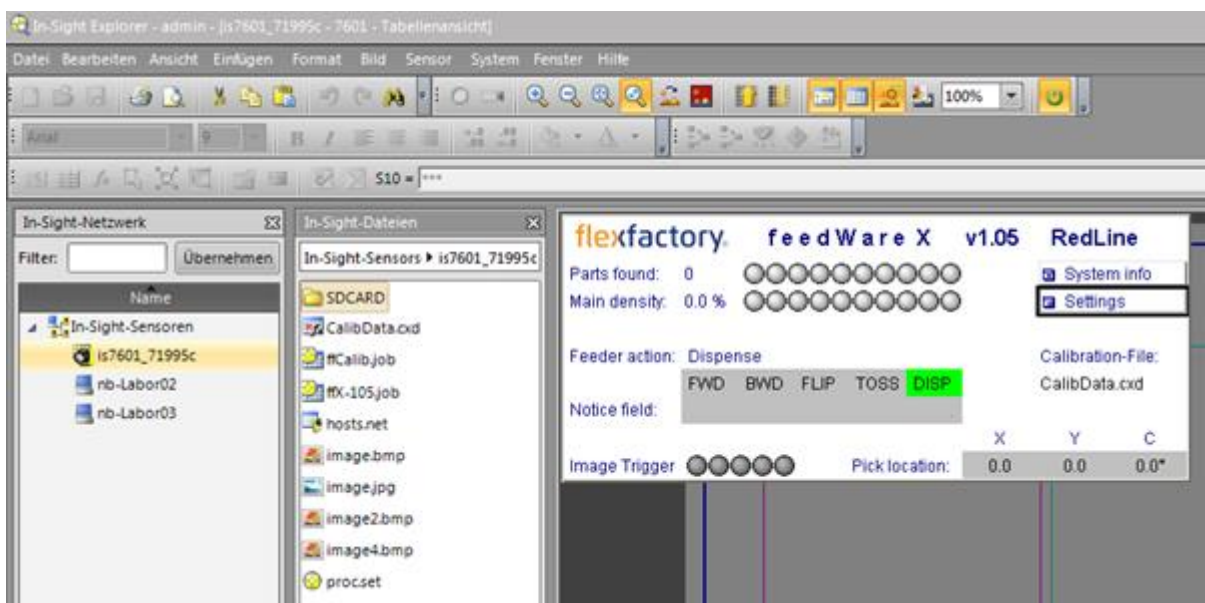 In-Sight Explorer - admin - [is7601_71995c - 7601 - Tabellenansicht]
Datei Bearbeiten Ansicht Einfügen Format Bild Sensor System Fenster Hilfe
100%
Arial 9 B I
S10 = ***
In-Sight-Netzwerk
Filter: Übernehmen
Name
In-Sight-Sensoren
is7601_71995c
nb-Labor02
nb-Labor03
In-Sight-Dateien
In-Sight-Sensors is7601_71995c
SDCARD
CalibData.cxd
ffCalib.job
ffX-105.job
hosts.net
image.bmp
image.jpg
image2.bmp
image4.bmp
proc.set
flexfactory. feedWare X v1.05 RedLine
Parts found: 0 System info
Main density: 0.0 % Settings
Feeder action: Dispense Calibration-File:
FWD BWD FLIP TOSS DISP CalibData.cxd
Notice field:
X Y C
Image Trigger Pick location: 0.0 0.0 0.0°